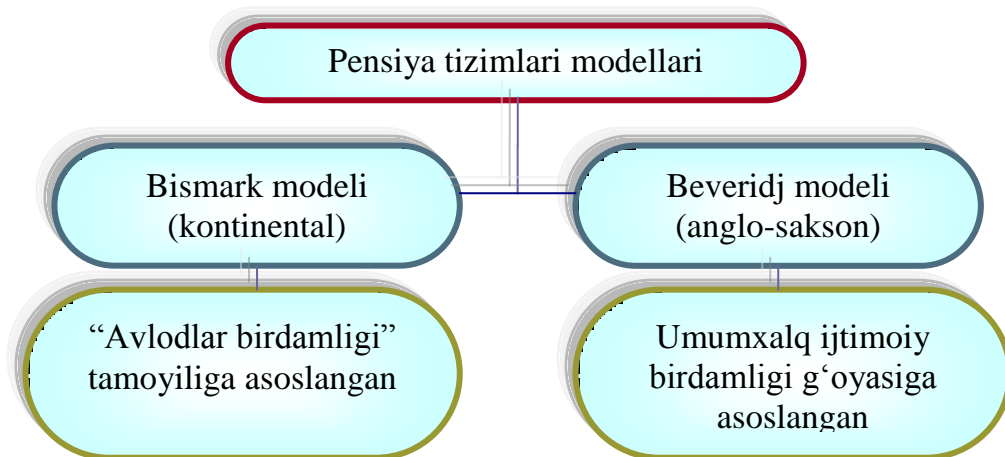 Pensiya tizimlari modellari
Bismark modeli
(kontinental)
Beveridj modeli
(anglo-sakson)
“Avlodlar birdamligi”
tamoyiliga asoslangan
Umumxalq ijtimoiy
birdamligi g‘oyasiga
asoslangan